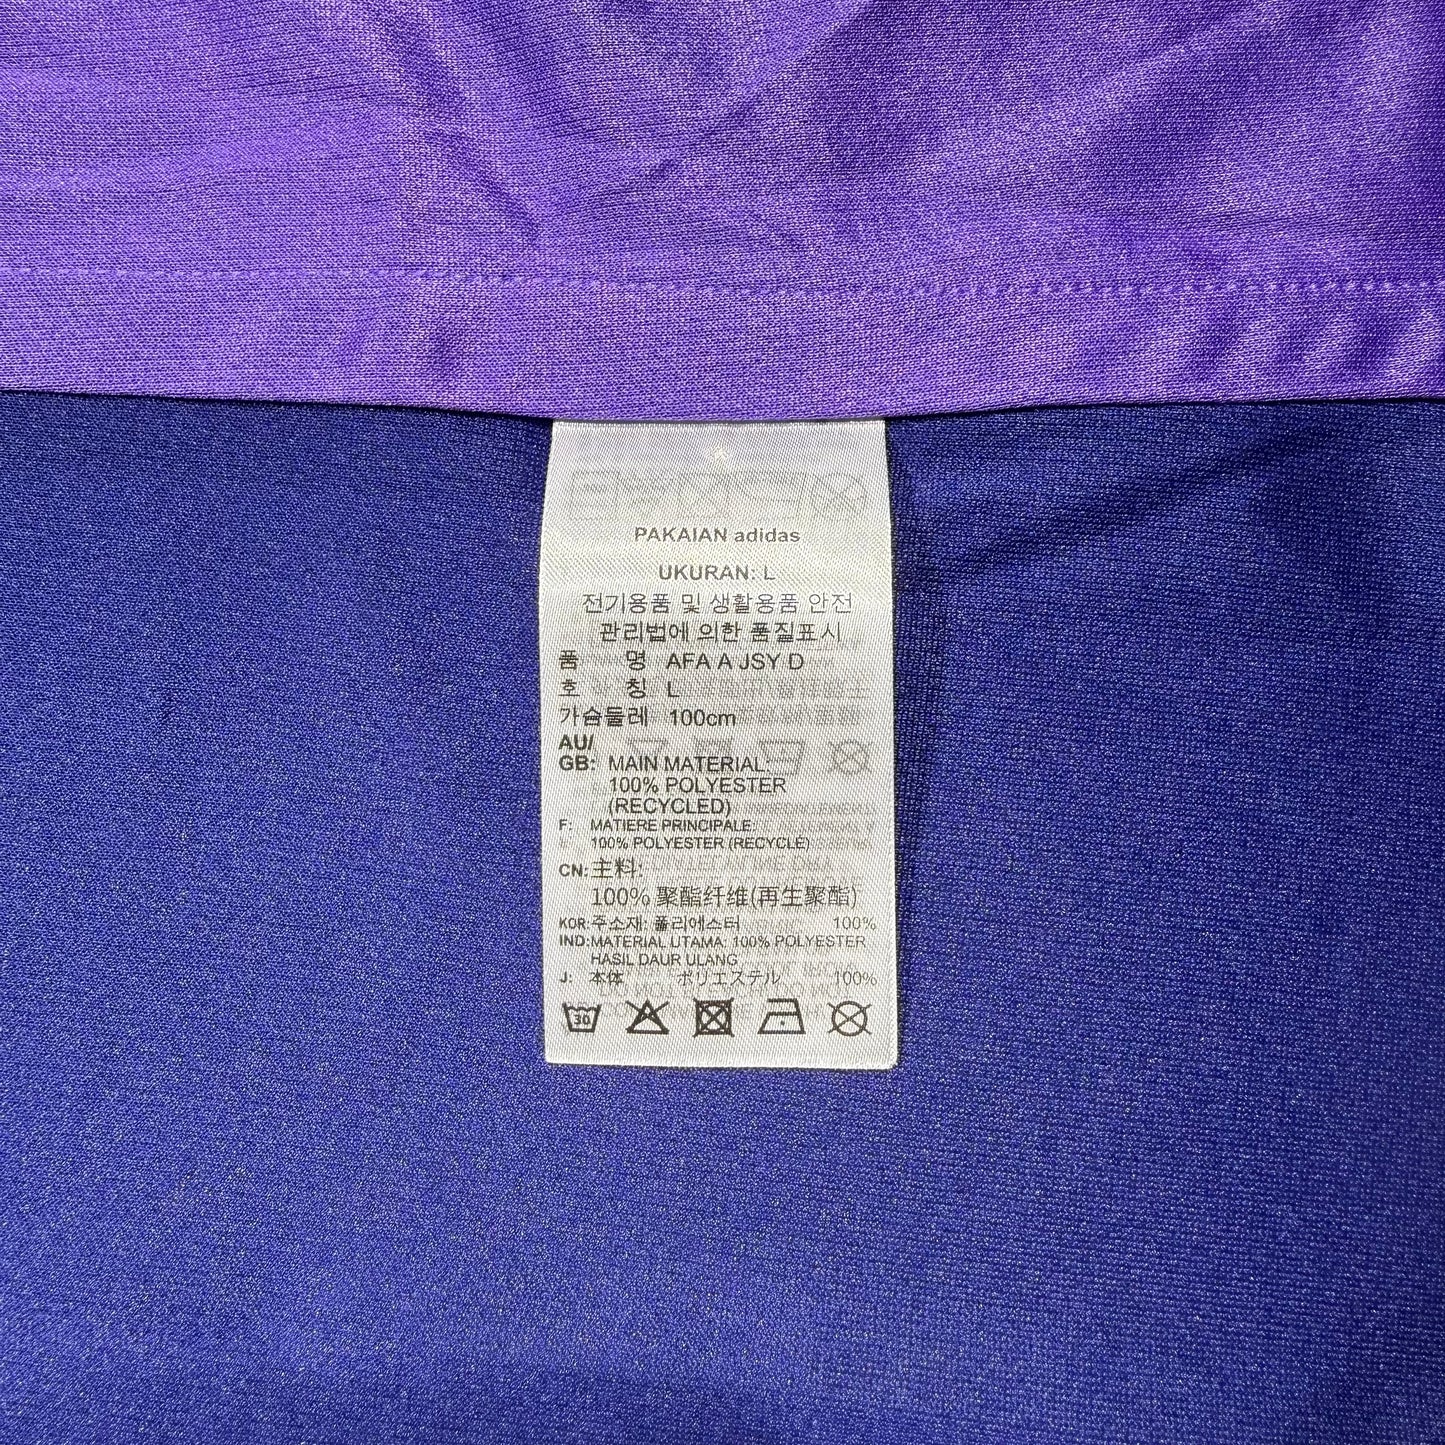 PAKAIAN adidas
UKURAN: L
전기용품 및 생활용품 안전
관리법에 의한 품질표시
품 명 AFA A JSY D
호 칭 L
가슴둘레 100cm
AU/
GB: MAIN MATERIAL:
100% POLYESTER
(RECYCLED)
F: MATIERE PRINCIPALE:
100% POLYESTER (RECYCLÉ)
CN: 主料:
100% 聚酯纤维(再生聚酯)
KOR: 주소재: 폴리에스터 100%
IND: MATERIAL UTAMA: 100% POLYESTER
HASIL DAUR ULANG
J: 本体 ポリエステル 100%
30